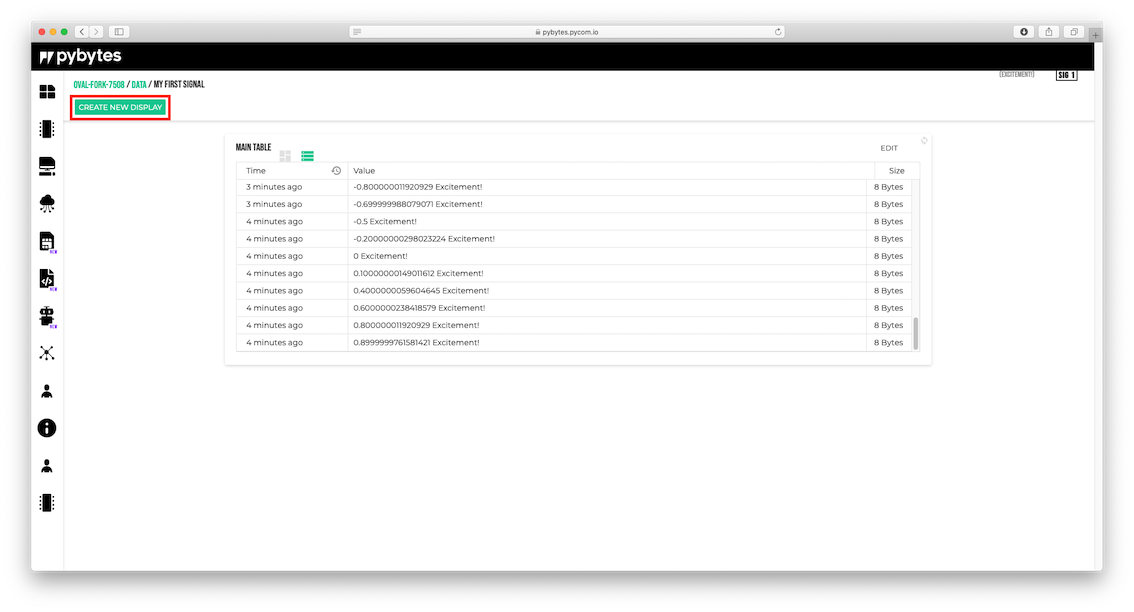 pybytes.pycom.io
pybytes
OVAL-FORK-7508 / DATA / MY FIRST SIGNAL
(EXCITEMENT!) SIG 1
CREATE NEW DISPLAY
MAIN TABLE EDIT
Time Value Size
3 minutes ago -0.800000011920929 Excitement! 8 Bytes
3 minutes ago -0.699999988079071 Excitement! 8 Bytes
4 minutes ago -0.5 Excitement! 8 Bytes
4 minutes ago -0.20000000298023224 Excitement! 8 Bytes
4 minutes ago 0 Excitement! 8 Bytes
4 minutes ago 0.10000000149011612 Excitement! 8 Bytes
4 minutes ago 0.4000000059604645 Excitement! 8 Bytes
4 minutes ago 0.6000000238418579 Excitement! 8 Bytes
4 minutes ago 0.800000011920929 Excitement! 8 Bytes
4 minutes ago 0.8999999761581421 Excitement! 8 Bytes